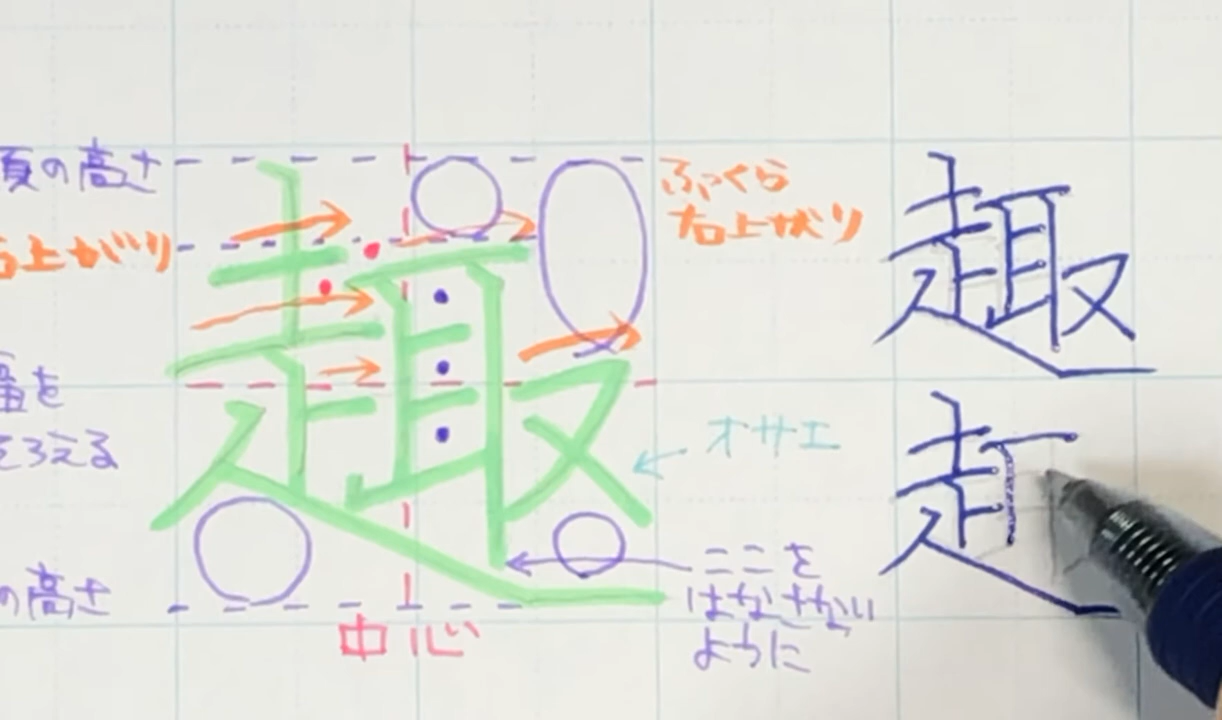 頂の高さ
右上がり
幅を
そろえる
の高さ
趣
中心
ふっくら
右上がり
オサエ
ここを
はなさない
ように
趣